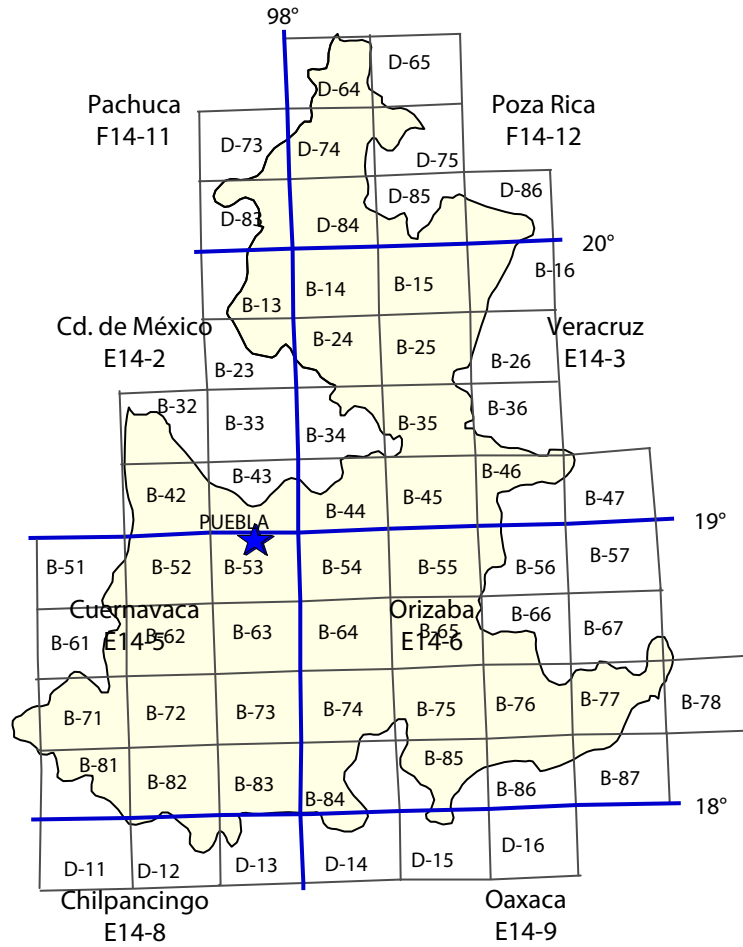 98°
D-65
D-64
Pachuca
F14-11
Poza Rica
F14-12
D-73
D-74
D-75
D-85
D-86
D-83
D-84
20°
B-16
B-13
B-14
B-15
Cd. de México
E14-2
Veracruz
E14-3
B-24
B-25
B-26
B-23
B-32
B-33
B-34
B-35
B-36
B-42
B-43
B-44
B-45
B-46
B-47
PUEBLA
19°
B-51
B-52
B-53
B-54
B-55
B-56
B-57
Cuernavaca
E14-5
Orizaba
E14-6
B-61
B-62
B-63
B-64
B-65
B-66
B-67
B-71
B-72
B-73
B-74
B-75
B-76
B-77
B-78
B-81
B-82
B-83
B-84
B-85
B-86
B-87
18°
D-11
D-12
D-13
D-14
D-15
D-16
Chilpancingo
E14-8
Oaxaca
E14-9